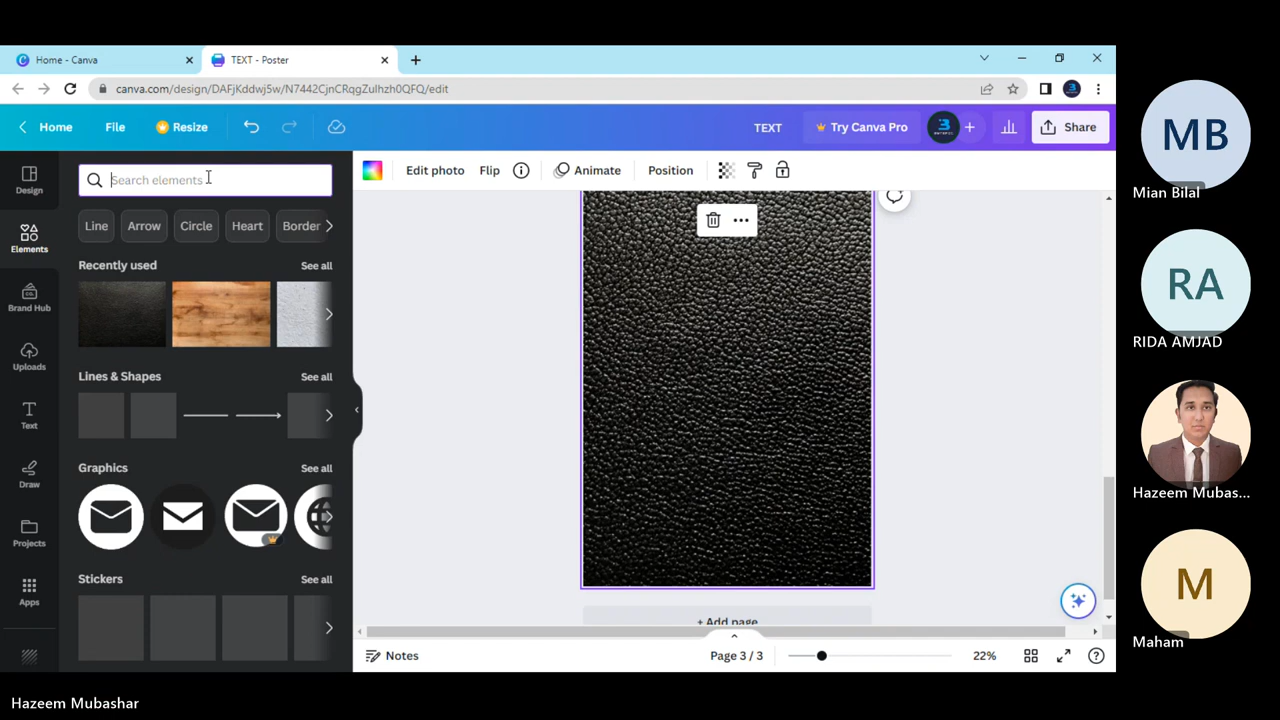 Home - Canva
TEXT - Poster
canva.com/design/DAFjKddwj5w/N7442CjnCRqgZuIhzh0QFQ/edit
Home
File
Resize
TEXT
Try Canva Pro
Share
Design
Elements
Brand Hub
Uploads
Text
Draw
Projects
Apps
Search elements
Line
Arrow
Circle
Heart
Border
Recently used
See all
Lines & Shapes
See all
Graphics
See all
Stickers
See all
Edit photo
Flip
Animate
Position
+ Add page
Notes
Page 3 / 3
22%
MB
Mian Bilal
RA
RIDA AMJAD
Hazeem Mubas...
M
Maham
Hazeem Mubashar